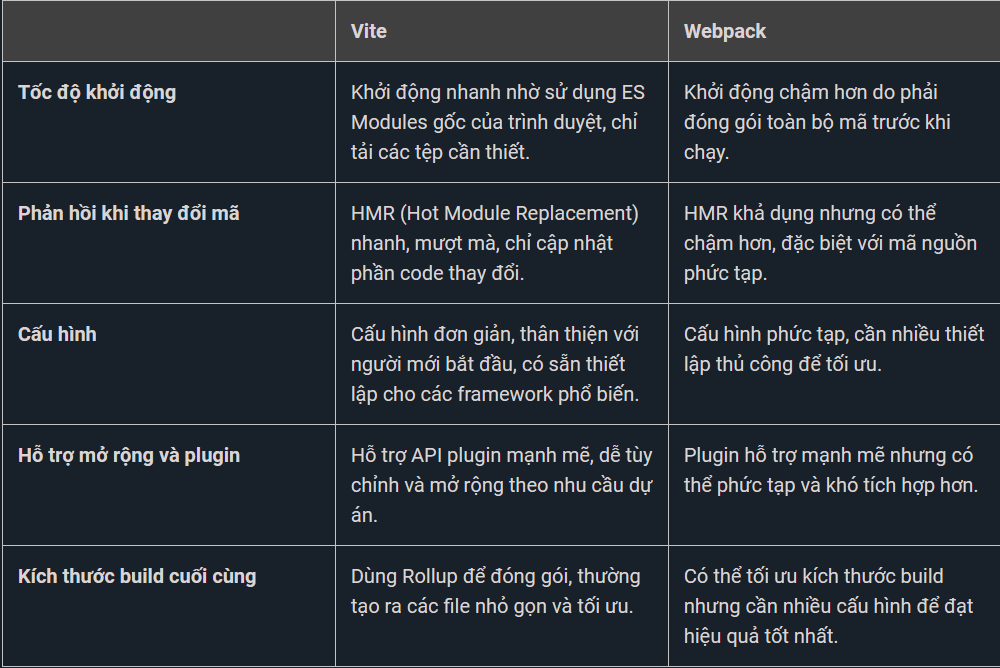 Vite
Webpack
Tốc độ khởi động
Khởi động nhanh nhờ sử dụng ES
Modules gốc của trình duyệt, chỉ
tải các tệp cần thiết.
Khởi động chậm hơn do phải
đóng gói toàn bộ mã trước khi
chạy.
Phản hồi khi thay đổi mã
HMR (Hot Module Replacement)
nhanh, mượt mà, chỉ cập nhật
phần code thay đổi.
HMR khả dụng nhưng có thể
chậm hơn, đặc biệt với mã nguồn
phức tạp.
Cấu hình
Cấu hình đơn giản, thân thiện với
người mới bắt đầu, có sẵn thiết
lập cho các framework phổ biến.
Cấu hình phức tạp, cần nhiều thiết
lập thủ công để tối ưu.
Hỗ trợ mở rộng và plugin
Hỗ trợ API plugin mạnh mẽ, dễ tùy
chỉnh và mở rộng theo nhu cầu dự
án.
Plugin hỗ trợ mạnh mẽ nhưng có
thể phức tạp và khó tích hợp hơn.
Kích thước build cuối cùng
Dùng Rollup để đóng gói, thường
tạo ra các file nhỏ gọn và tối ưu.
Có thể tối ưu kích thước build
nhưng cần nhiều cấu hình để đạt
hiệu quả tốt nhất.